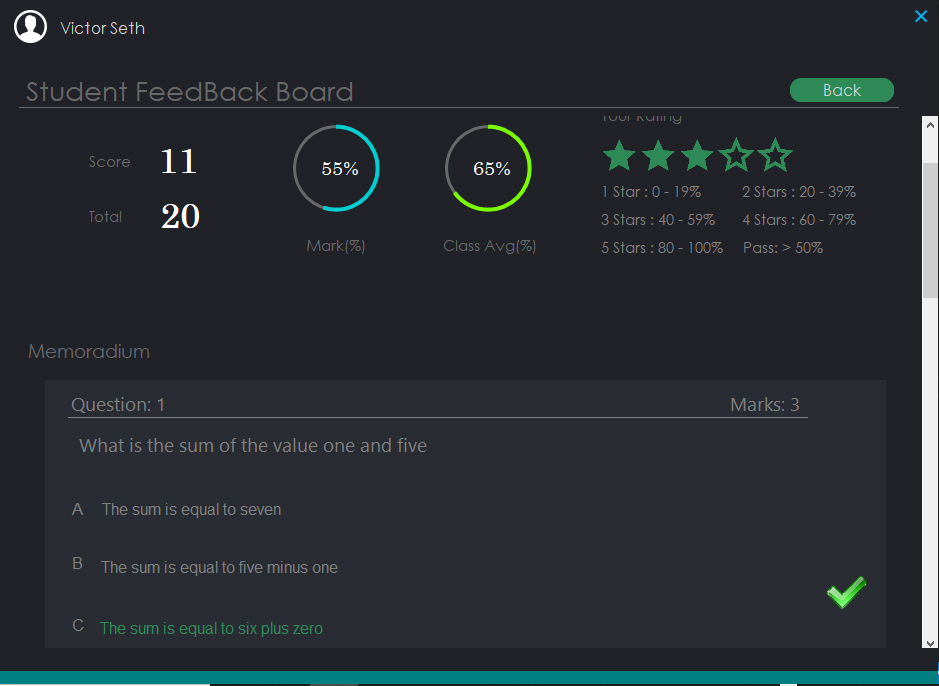 Victor Seth
Student FeedBack Board
Back
Your Rating
Score 11
55%
65%
Total 20
Mark(%)
Class Avg(%)
1 Star : 0 - 19% 2 Stars : 20 - 39%
3 Stars : 40 - 59% 4 Stars : 60 - 79%
5 Stars : 80 - 100% Pass: > 50%
Memoradium
Question: 1 Marks: 3
What is the sum of the value one and five
A The sum is equal to seven
B The sum is equal to five minus one
C The sum is equal to six plus zero